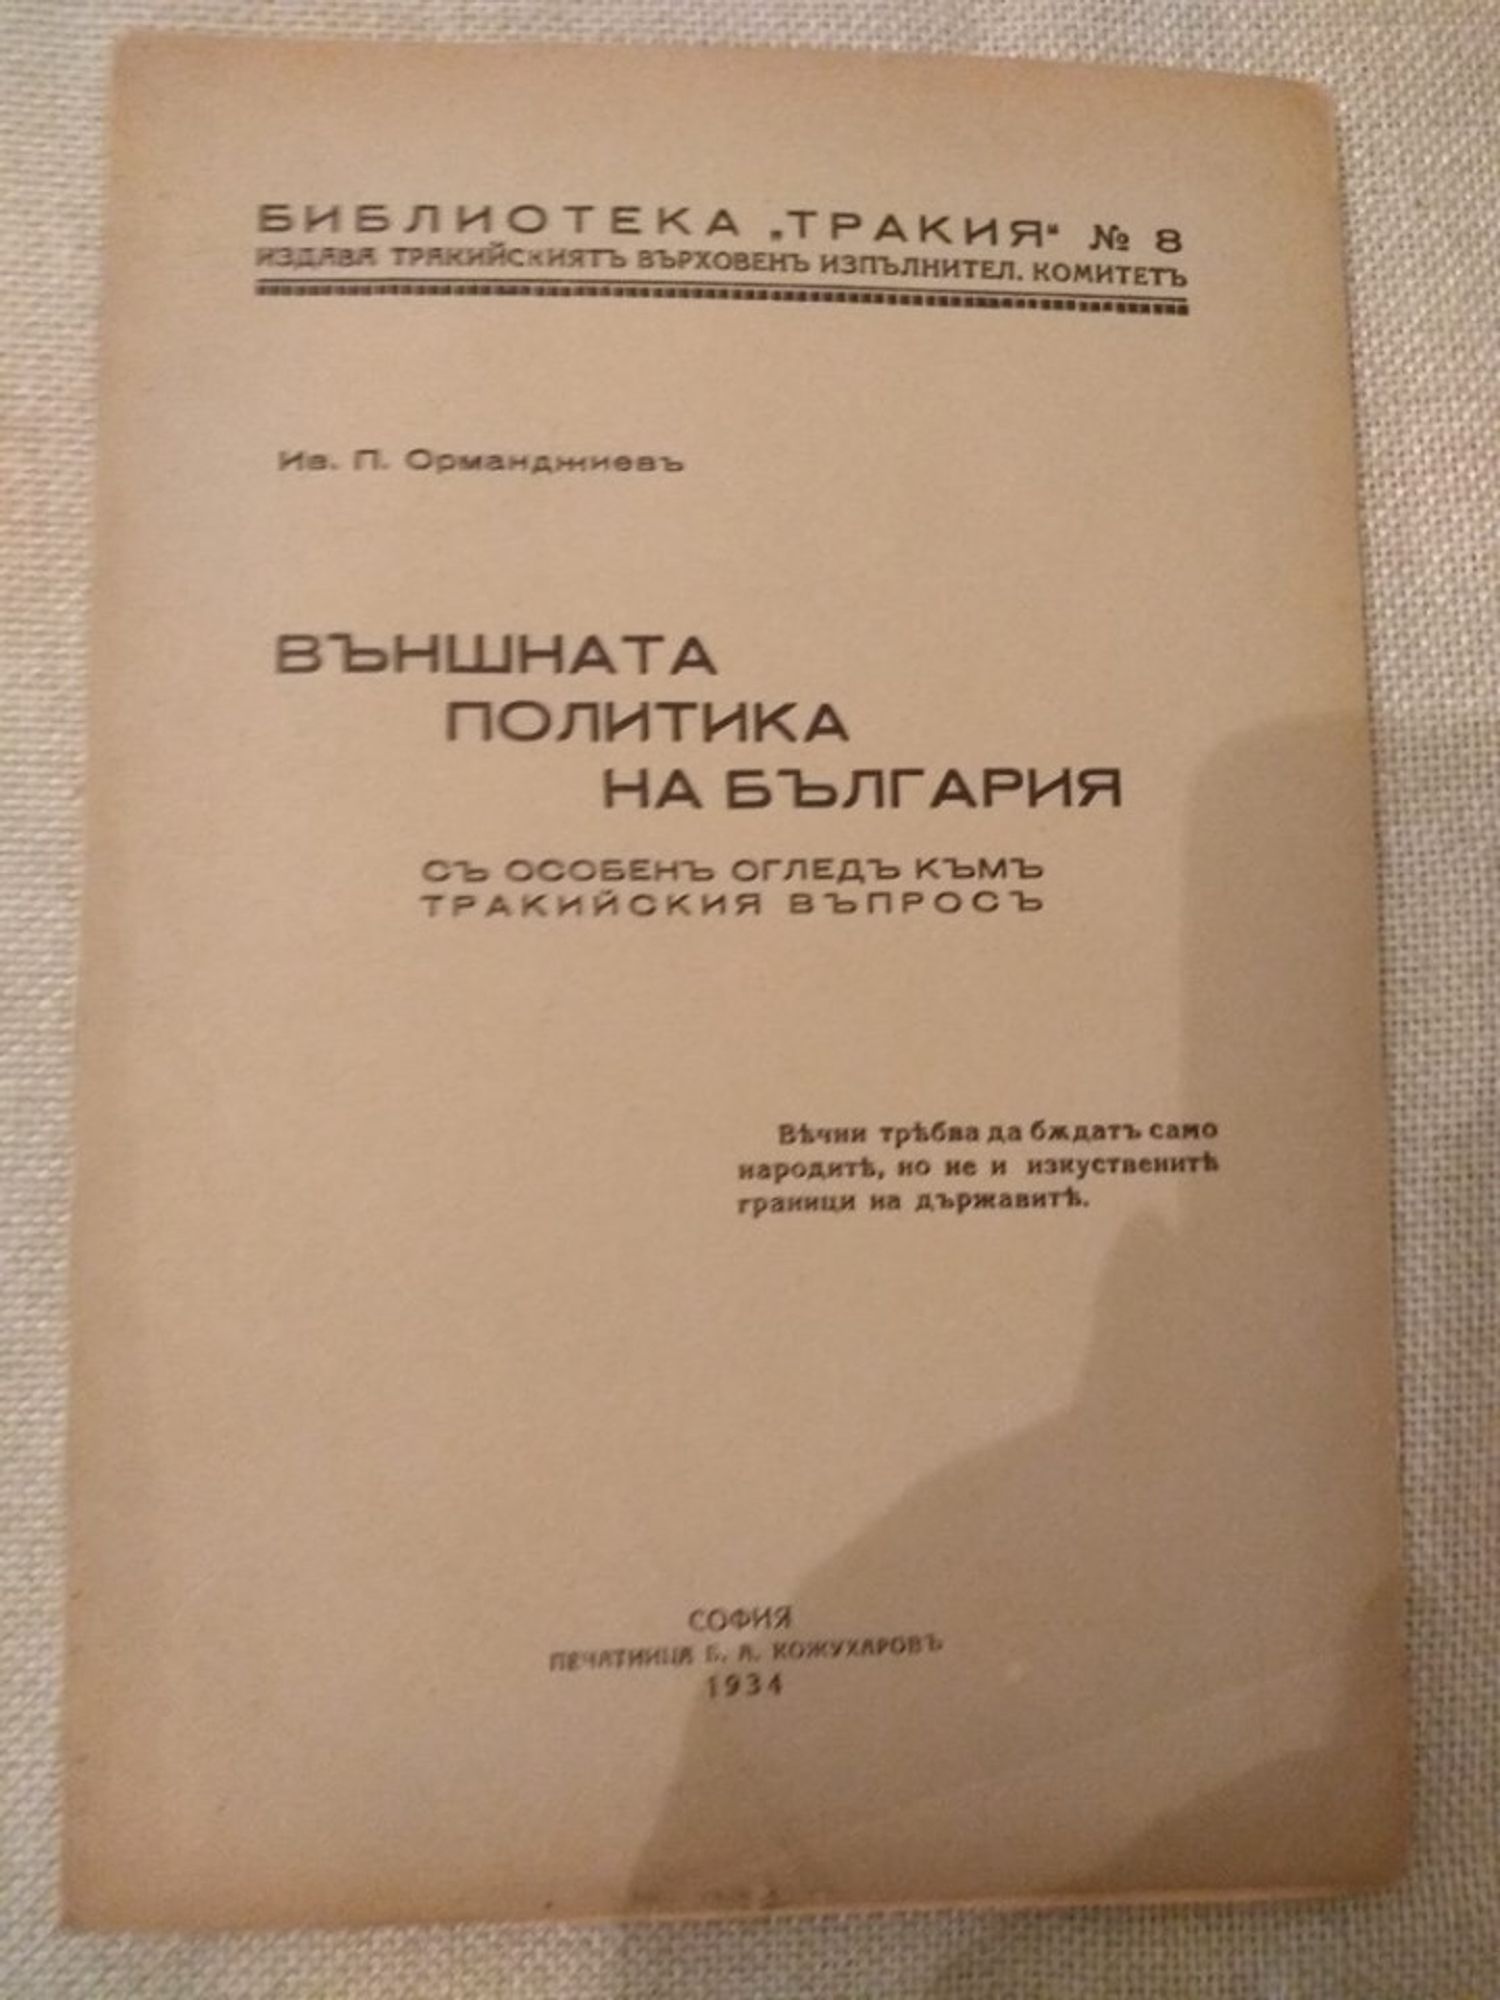 БИБЛИОТЕКА „ТРАКИЯ“ № 8
ИЗДАВА ТРАКИЙСКИЯТЪ ВЪРХОВЕНЪ ИЗПЪЛНИТЕЛ. КОМИТЕТЪ
Ив. П. Орманджиевъ
ВЪНШНАТА
ПОЛИТИКА
НА БЪЛГАРИЯ
СЪ ОСОБЕНЪ ОГЛЕДЪ КЪМЪ
ТРАКИЙСКИЯ ВЪПРОСЪ
Вѣчни трѣбва да бѫдатъ само
народитѣ, но не и изкуственитѣ
граници на държавитѣ.
СОФИЯ
ПЕЧАТНИЦА Б. А. КОЖУХАРОВЪ
1934